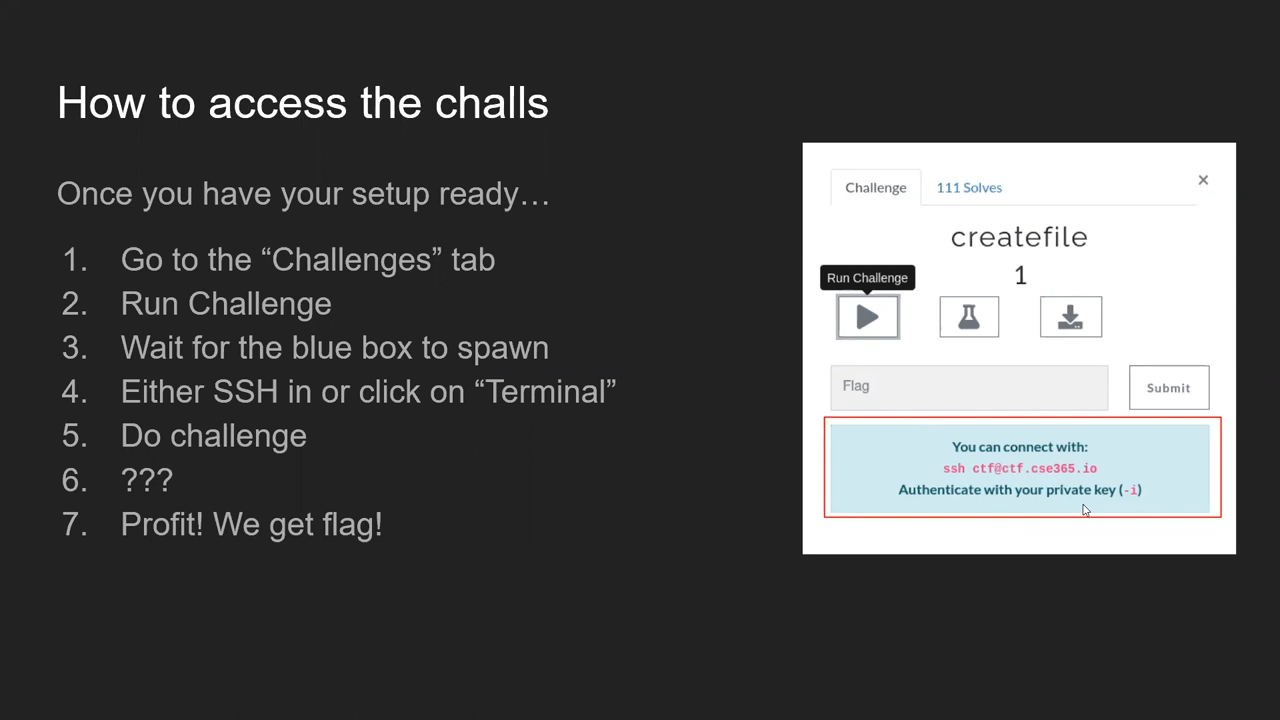 How to access the challs
Once you have your setup ready…
1. Go to the “Challenges” tab
2. Run Challenge
3. Wait for the blue box to spawn
4. Either SSH in or click on “Terminal”
5. Do challenge
6. ???
7. Profit! We get flag!
Challenge
111 Solves
×
createfile
1
Run Challenge
Flag
Submit
You can connect with:
ssh ctf@ctf.cse365.io
Authenticate with your private key (-i)